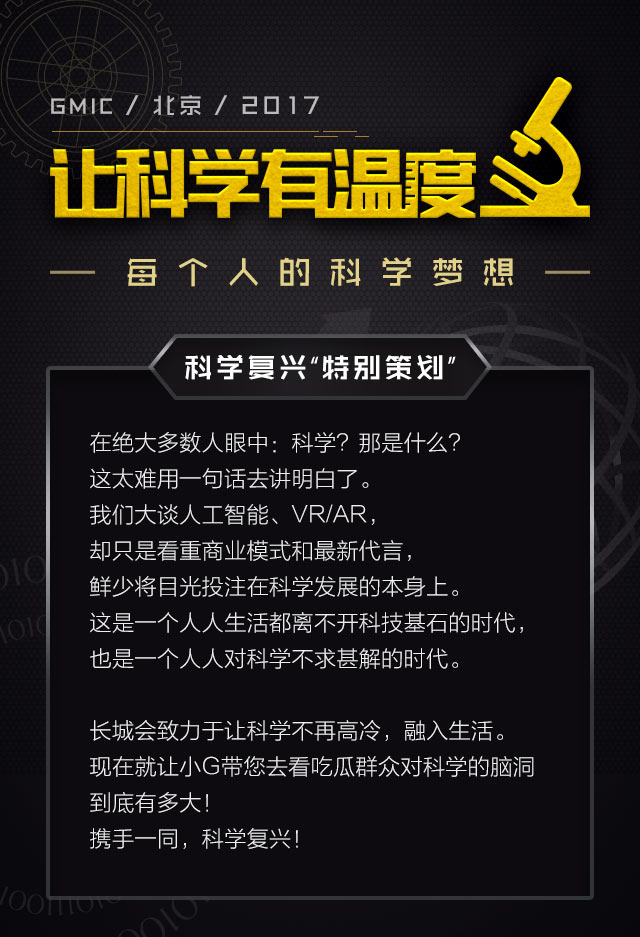 GMIC / 北京 / 2017
让科学有温度
每个人的科学梦想
科学复兴“特别策划”
在绝大多数人眼中：科学？那是什么？
这太难用一句话去讲明白了。
我们大谈人工智能、VR/AR，
却只是看重商业模式和最新代言，
鲜少将目光投注在科学发展的本身上。
这是一个人人生活都离不开科技基石的时代，
也是一个人人对科学不求甚解的时代。
长城会致力于让科学不再高冷，融入生活。
现在就让小G带您去看吃瓜群众对科学的脑洞
到底有多大！
携手一同，科学复兴！